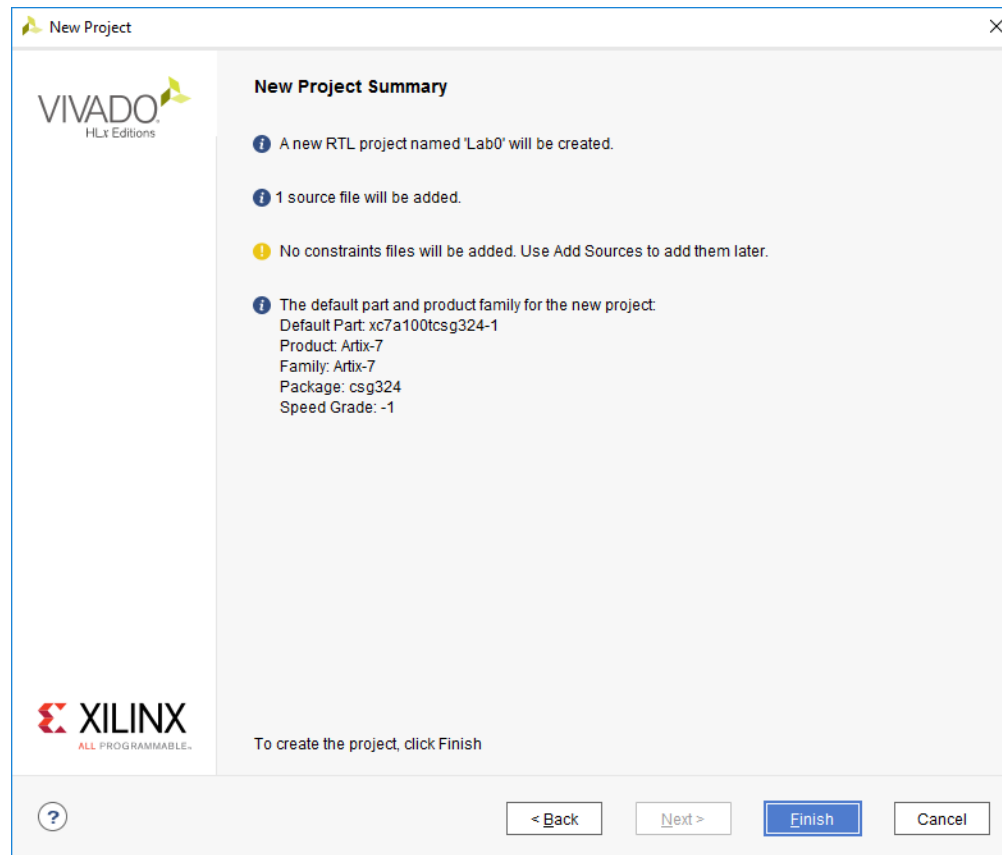 New Project
VIVADO
HLx Editions
New Project Summary
A new RTL project named 'Lab0' will be created.
1 source file will be added.
No constraints files will be added. Use Add Sources to add them later.
The default part and product family for the new project:
Default Part: xc7a100tcsg324-1
Product: Artix-7
Family: Artix-7
Package: csg324
Speed Grade: -1
XILINX
ALL PROGRAMMABLE™
To create the project, click Finish
? < Back Next > Finish Cancel